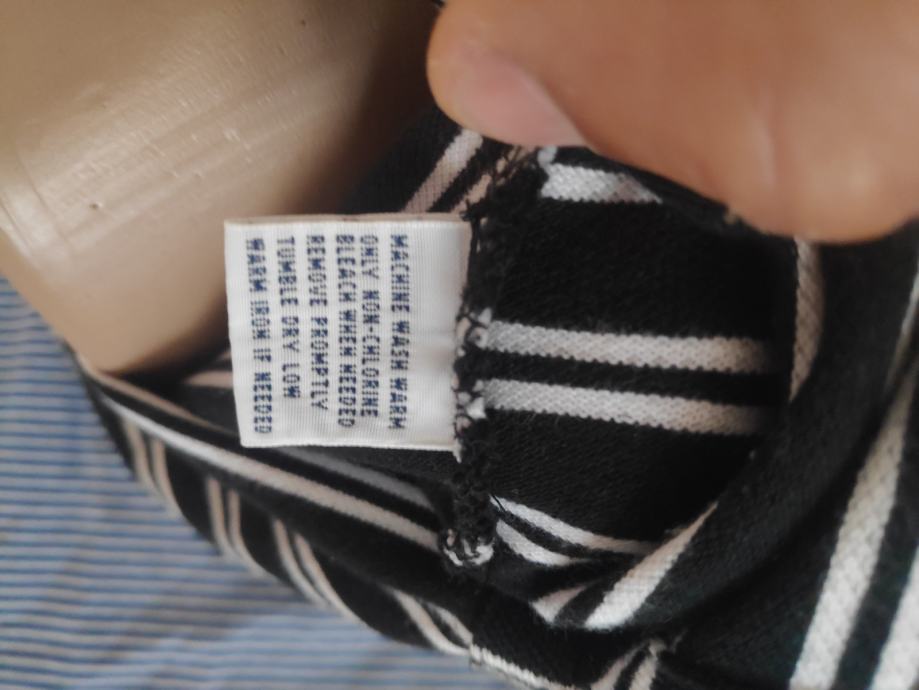 MACHINE WASH WARM
ONLY NON-CHLORINE
BLEACH WHEN NEEDED
REMOVE PROMPTLY
TUMBLE DRY LOW
WARM IRON IF NEEDED